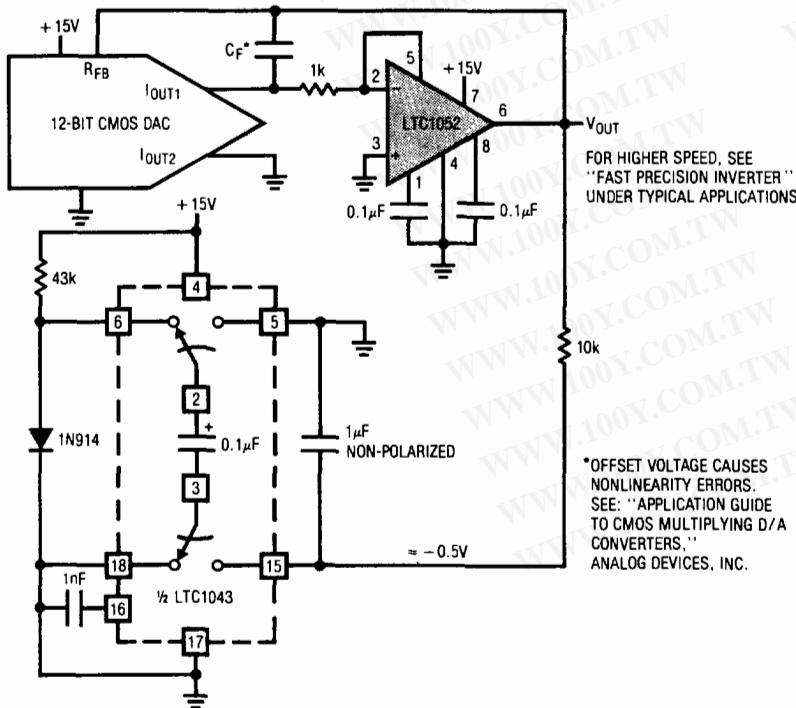 +15V
R_FB
C_F*
I_OUT1
12-BIT CMOS DAC
I_OUT2
1k
2
5
+15V
7
LTC1052
6
3
4
8
1
0.1µF
0.1µF
V_OUT
FOR HIGHER SPEED, SEE
"FAST PRECISION INVERTER"
UNDER TYPICAL APPLICATIONS
+15V
43k
4
6
5
2
+
0.1µF
1µF
NON-POLARIZED
1N914
3
10k
18
15
≈ −0.5V
1nF
16
½ LTC1043
17
*OFFSET VOLTAGE CAUSES
NONLINEARITY ERRORS.
SEE: "APPLICATION GUIDE
TO CMOS MULTIPLYING D/A
CONVERTERS,"
ANALOG DEVICES, INC.
WWW.100Y.COM.TW